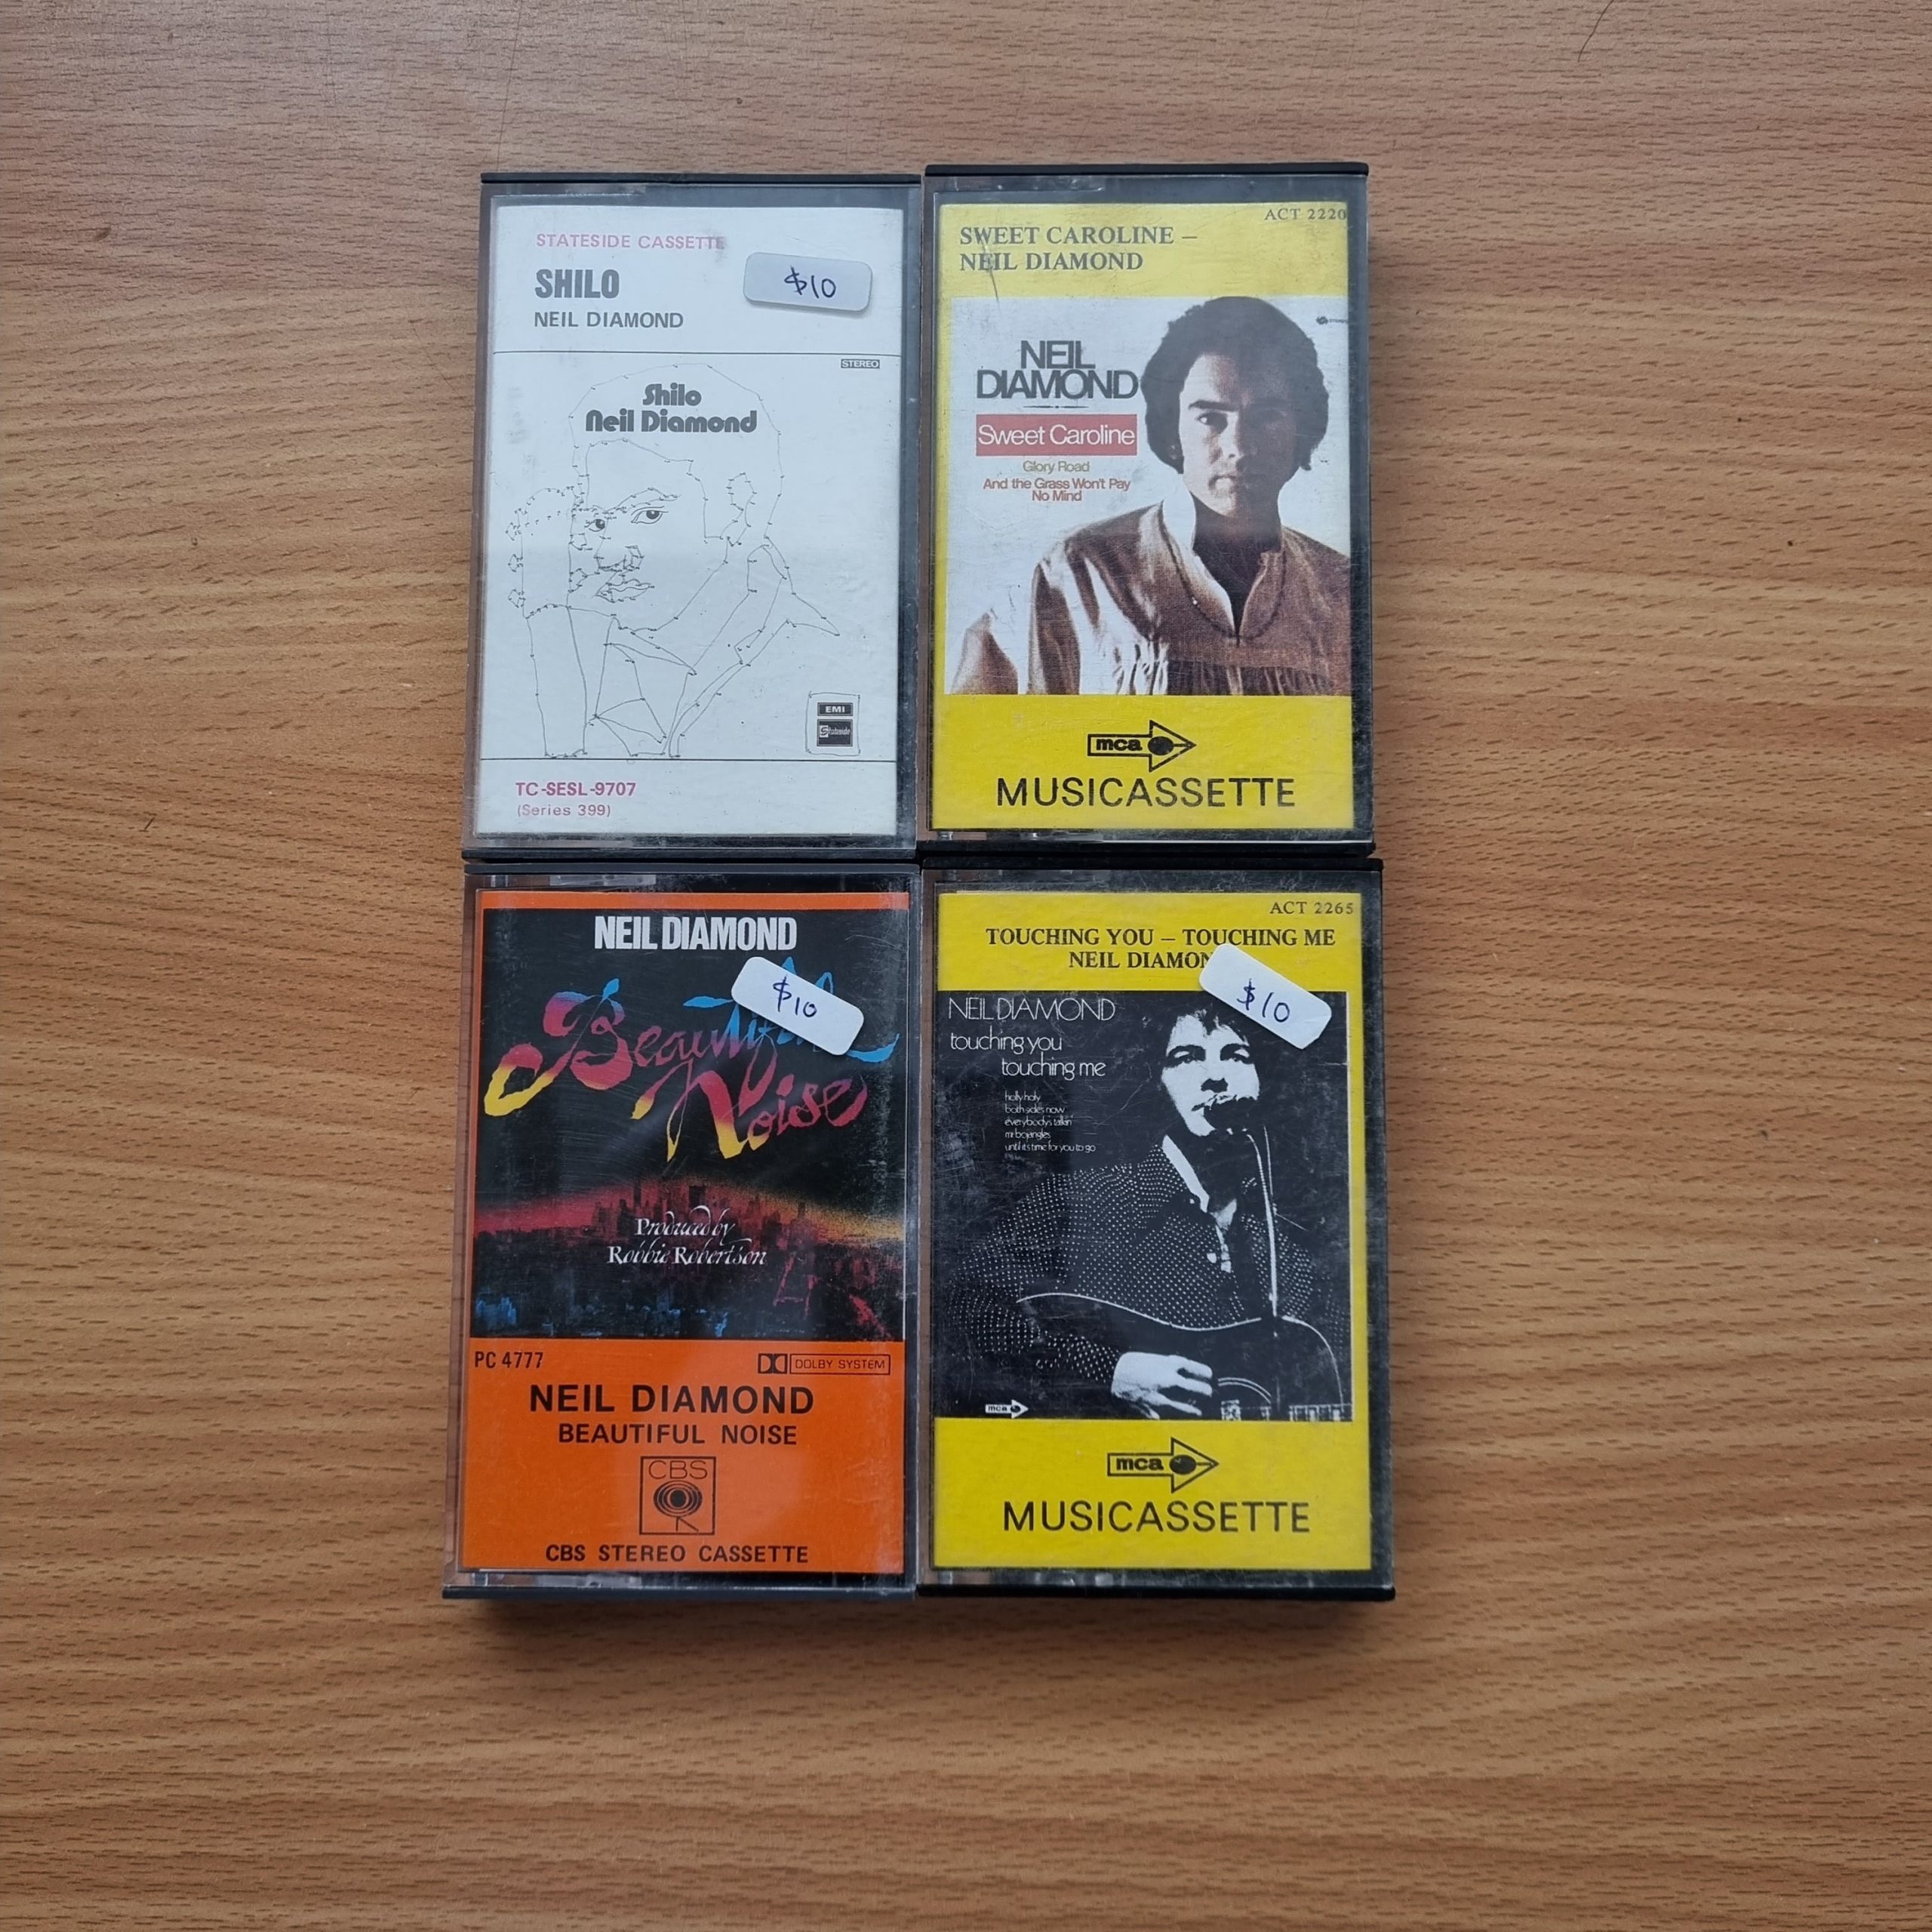 STATESIDE CASSETTE
$10
SHILO
NEIL DIAMOND
STEREO
Shilo
Neil Diamond
EMI
Stateside
TC-SESL-9707
(Series 399)
ACT 2220
SWEET CAROLINE –
NEIL DIAMOND
NEIL
DIAMOND
Sweet Caroline
Glory Road
And the Grass Won't Pay
No Mind
mca
MUSICASSETTE
NEIL DIAMOND
$10
Beautiful
Noise
Produced by
Robbie Robertson
PC 4777
DOLBY SYSTEM
NEIL DIAMOND
BEAUTIFUL NOISE
CBS
CBS STEREO CASSETTE
ACT 2265
TOUCHING YOU – TOUCHING ME
NEIL DIAMON
$10
NEIL DIAMOND
touching you
touching me
holly holy
both sides now
everybody's talkin'
mr bojangles
until it's time for you to go
mca
mca
MUSICASSETTE